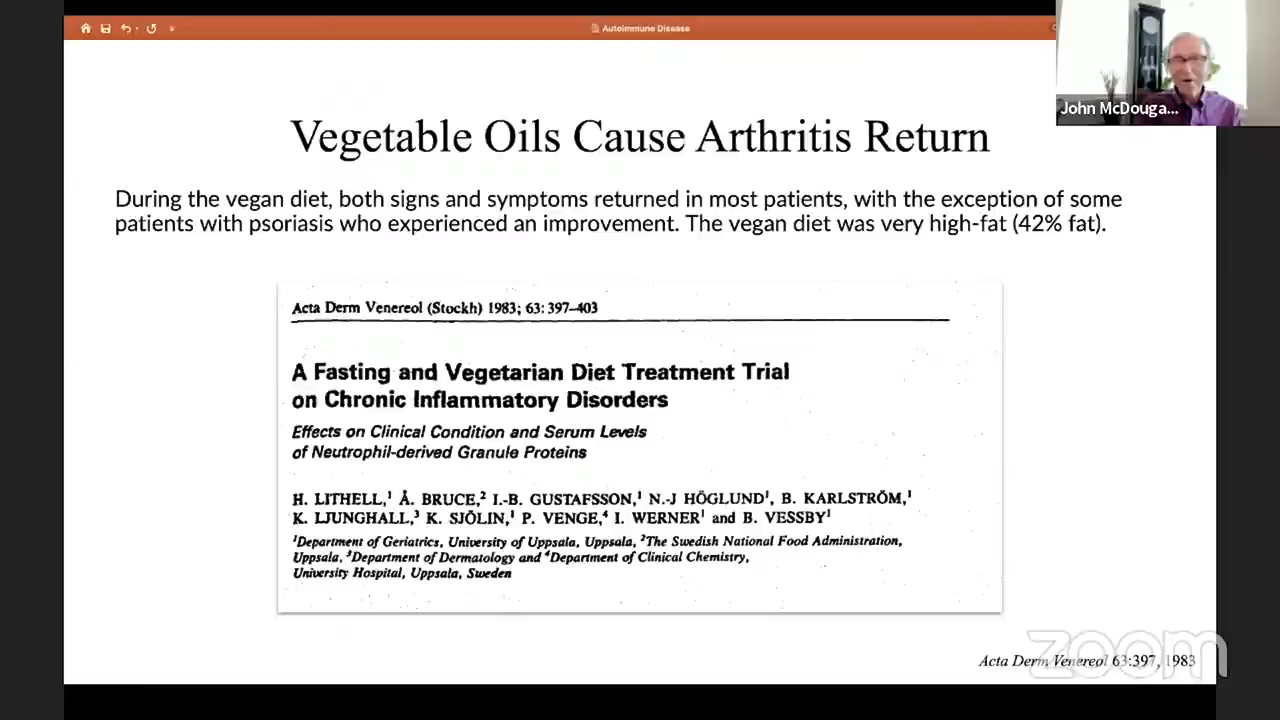 Autoimmune Disease
John McDouga...
Vegetable Oils Cause Arthritis Return
During the vegan diet, both signs and symptoms returned in most patients, with the exception of some
patients with psoriasis who experienced an improvement. The vegan diet was very high-fat (42% fat).
Acta Derm Venereol (Stockh) 1983; 63: 397–403
A Fasting and Vegetarian Diet Treatment Trial
on Chronic Inflammatory Disorders
Effects on Clinical Condition and Serum Levels
of Neutrophil-derived Granule Proteins
H. LITHELL,¹ Å. BRUCE,² I.-B. GUSTAFSSON,¹ N.-J HÖGLUND¹, B. KARLSTRÖM,¹
K. LJUNGHALL,³ K. SJÖLIN,¹ P. VENGE,⁴ I. WERNER¹ and B. VESSBY¹
¹Department of Geriatrics, University of Uppsala, Uppsala, ²The Swedish National Food Administration,
Uppsala, ³Department of Dermatology and ⁴Department of Clinical Chemistry,
University Hospital, Uppsala, Sweden
zoom
Acta Derm Venereol 63:397, 1983